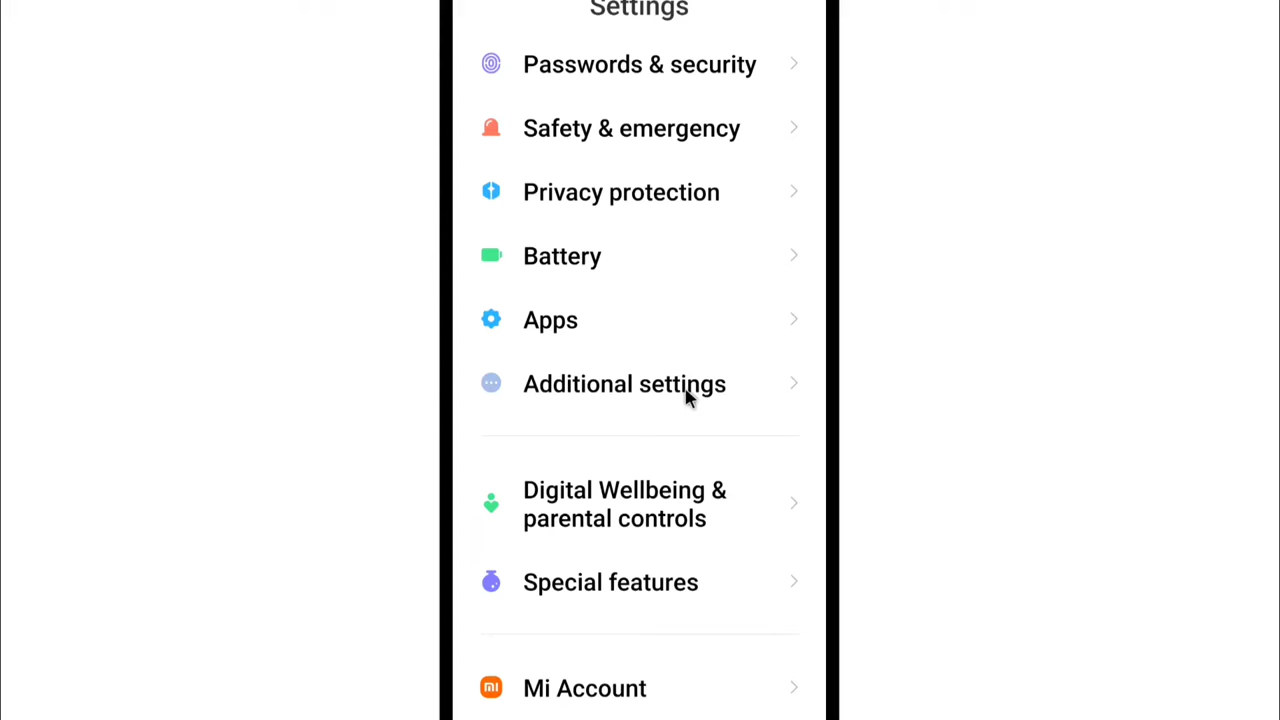 Settings
Passwords & security
Safety & emergency
Privacy protection
Battery
Apps
Additional settings
Digital Wellbeing &
parental controls
Special features
Mi Account